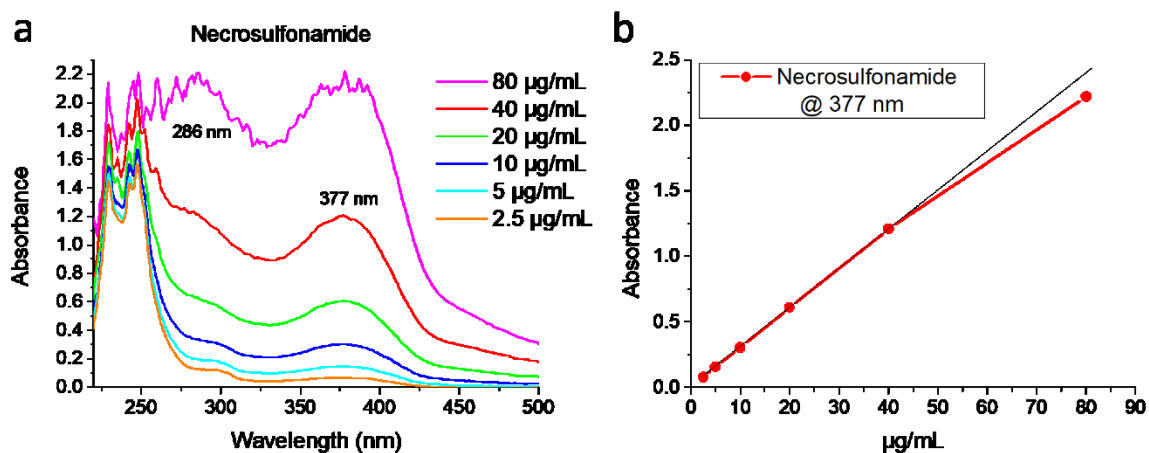 a
Necrosulfonamide
Absorbance
2.2
2.0
1.8
1.6
1.4
1.2
1.0
0.8
0.6
0.4
0.2
0.0
286 nm
377 nm
80 µg/mL
40 µg/mL
20 µg/mL
10 µg/mL
5 µg/mL
2.5 µg/mL
250 300 350 400 450 500
Wavelength (nm)
b
Necrosulfonamide
@ 377 nm
Absorbance
2.5
2.0
1.5
1.0
0.5
0.0
0 10 20 30 40 50 60 70 80 90
µg/mL